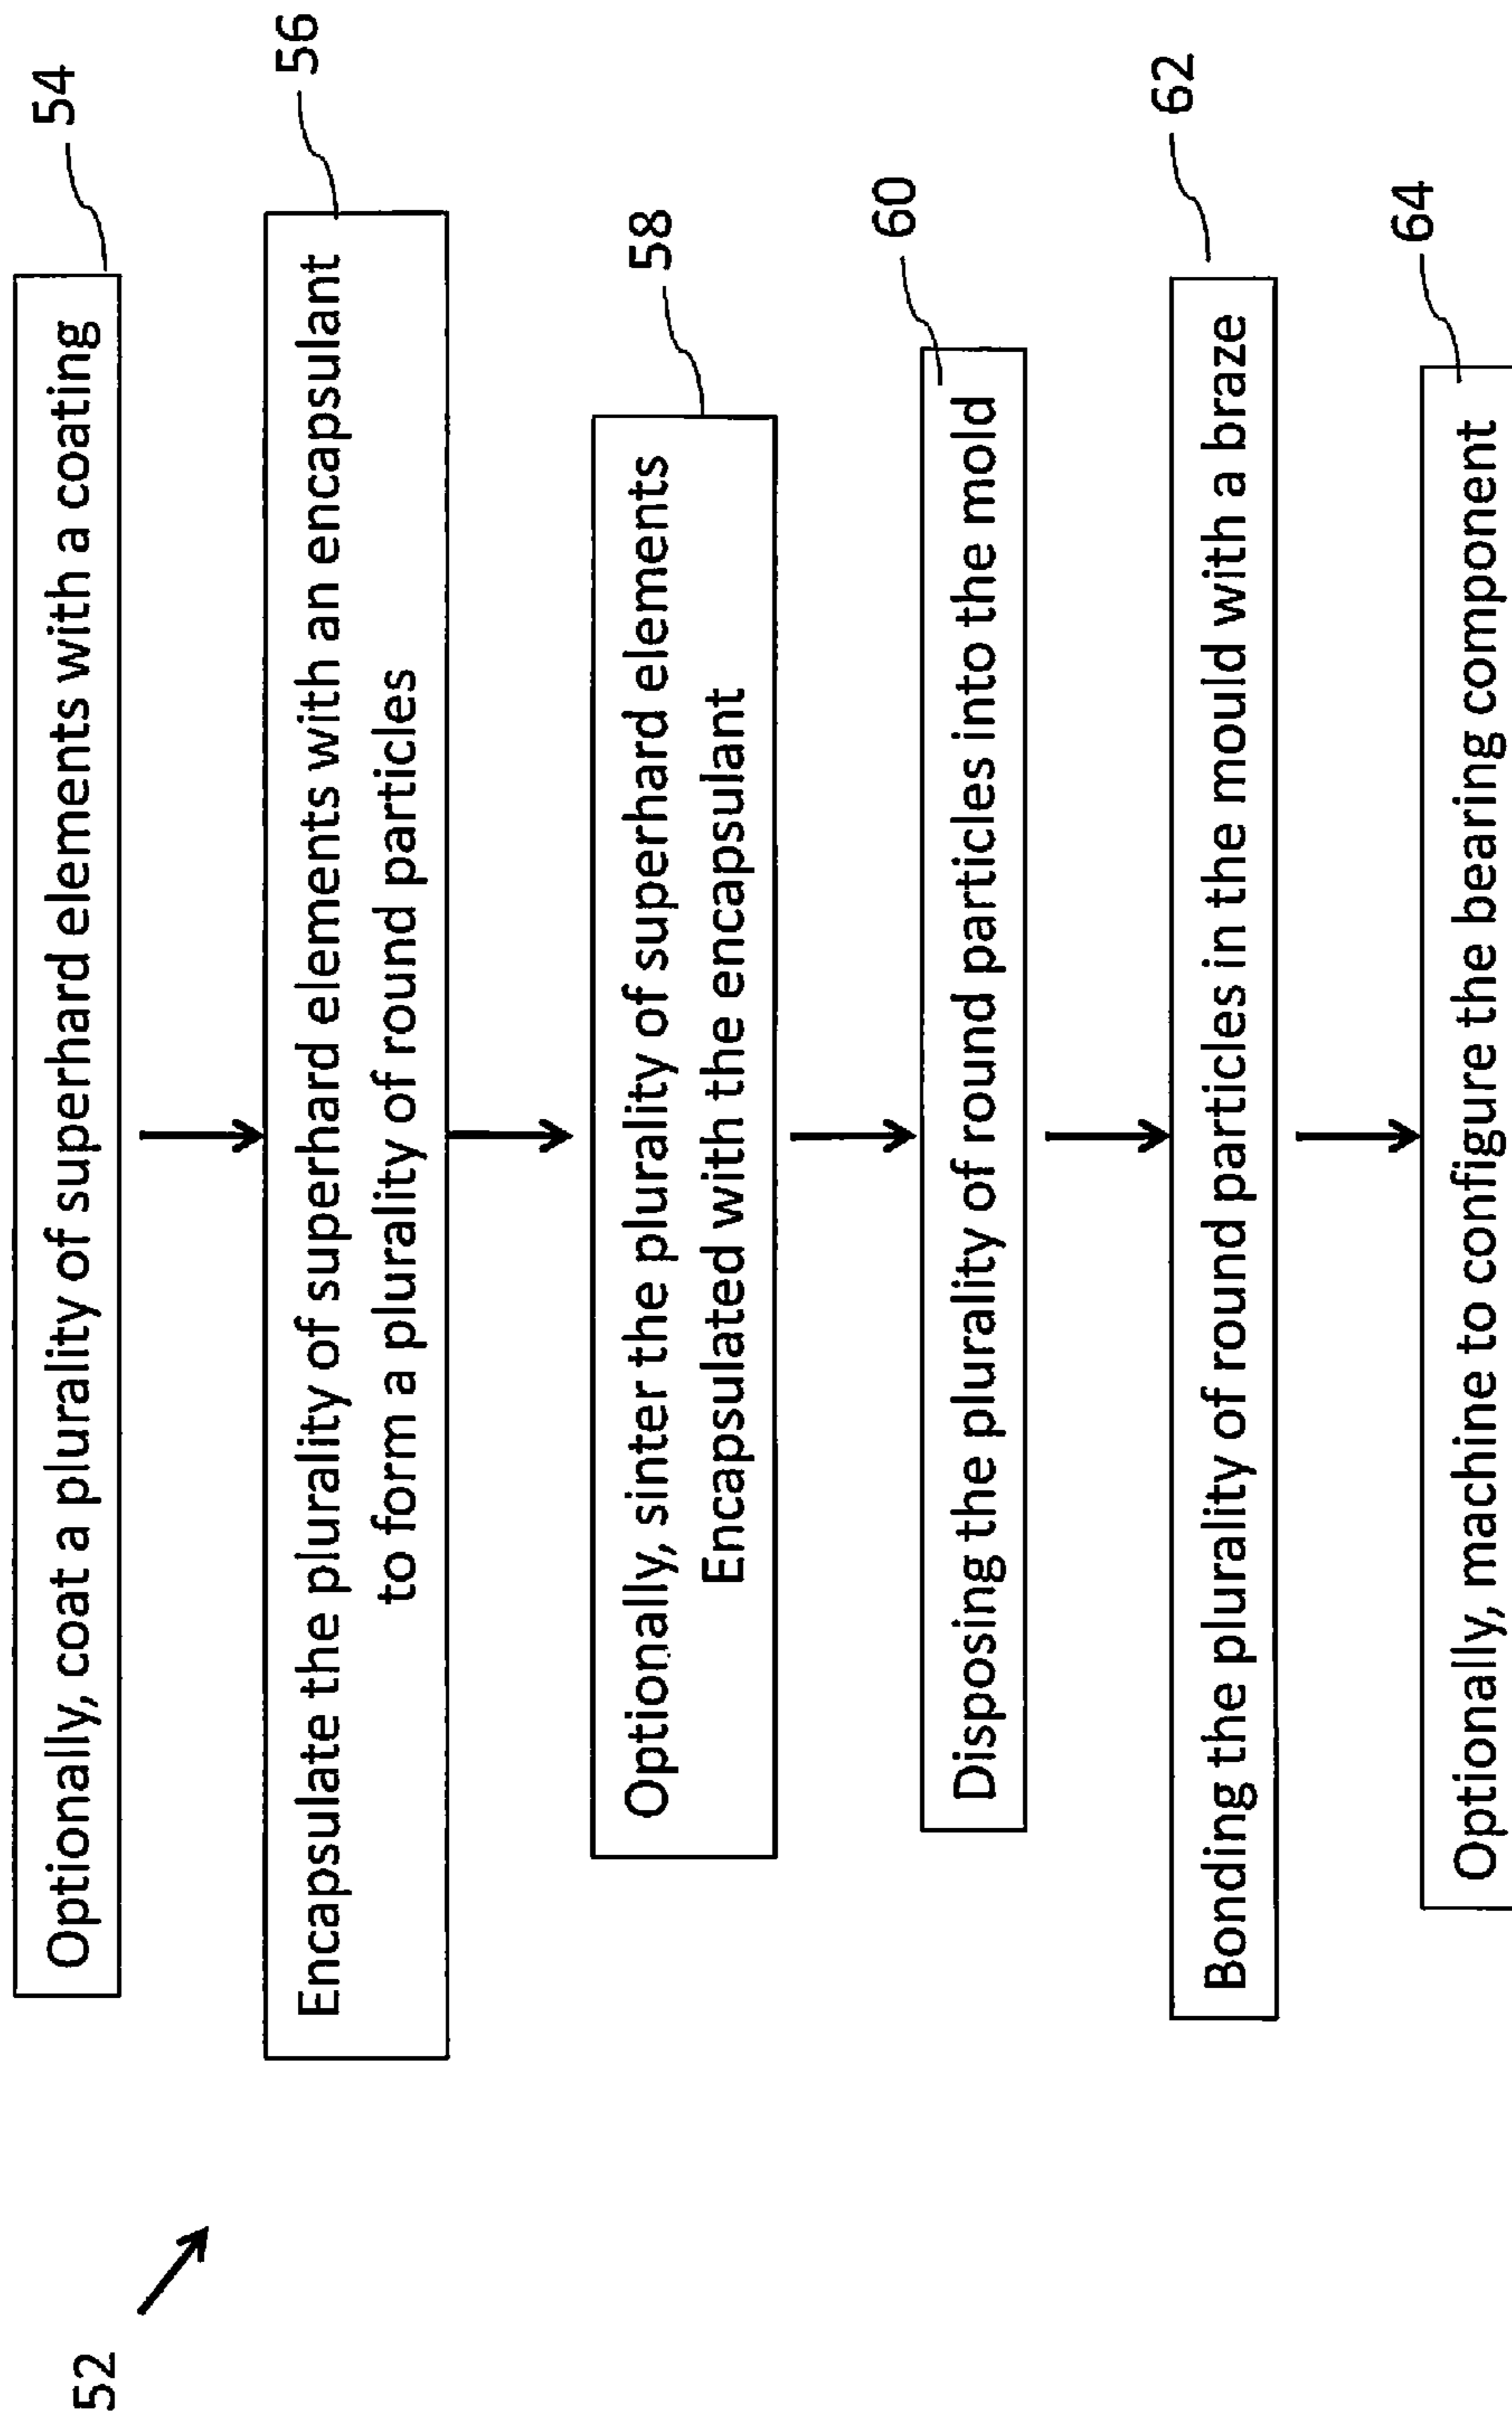 52
Optionally, coat a plurality of superhard elements with a coating
54
Encapsulate the plurality of superhard elements with an encapsulant
to form a plurality of round particles
56
Optionally, sinter the plurality of superhard elements
Encapsulated with the encapsulant
58
Disposing the plurality of round particles into the mold
60
Bonding the plurality of round particles in the mould with a braze
62
Optionally, machine to configure the bearing component
64